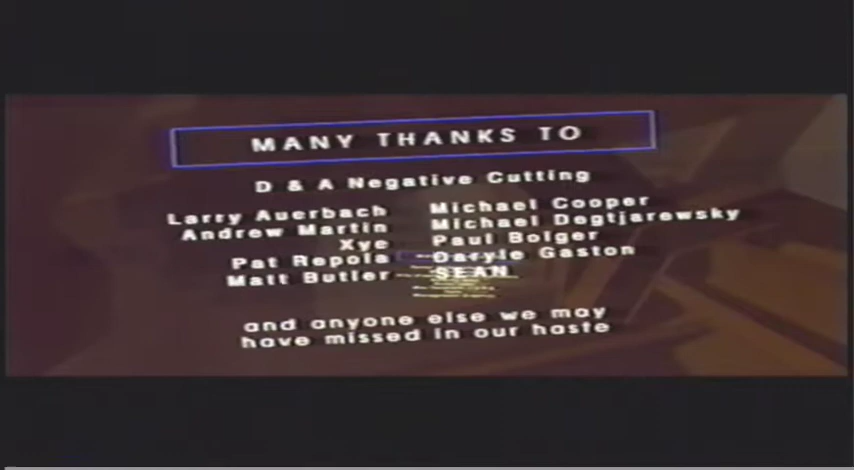 MANY THANKS TO
D & A Negative Cutting
Larry Auerbach
Andrew Martin
Xye
Pat Repola
Matt Butler
Michael Cooper
Michael Degtjarewsky
Paul Bolger
Daryle Gaston
SEAN
and anyone else we may
have missed in our haste